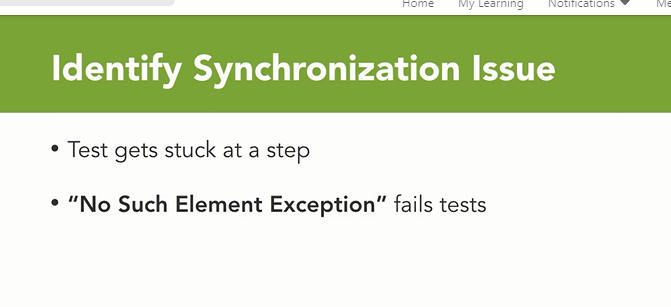 Home My Learning Notifications Me
Identify Synchronization Issue
• Test gets stuck at a step
• “No Such Element Exception” fails tests